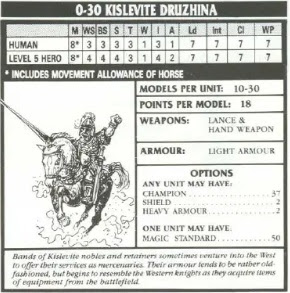 0-30 KISLEVITE DRUZHINA
M WS BS S T W I A Ld Int Cl WP
HUMAN 8* 3 3 3 3 1 3 1 7 7 7 7
LEVEL 5 HERO 8* 4 4 4 3 1 4 2 7 7 7 7
* INCLUDES MOVEMENT ALLOWANCE OF HORSE
MODELS PER UNIT: 10-30
POINTS PER MODEL: 18
WEAPONS: LANCE &
HAND WEAPON
ARMOUR: LIGHT ARMOUR
OPTIONS
ANY UNIT MAY HAVE:
CHAMPION 37
SHIELD 2
HEAVY ARMOUR 2
ONE UNIT MAY HAVE:
MAGIC STANDARD 50
Bands of Kislevite nobles and retainers sometimes venture into the West
to offer their services as mercenaries. Their armour tends to be rather old-
fashioned, but begins to resemble the Western knights as they acquire items
of equipment from the battlefield.